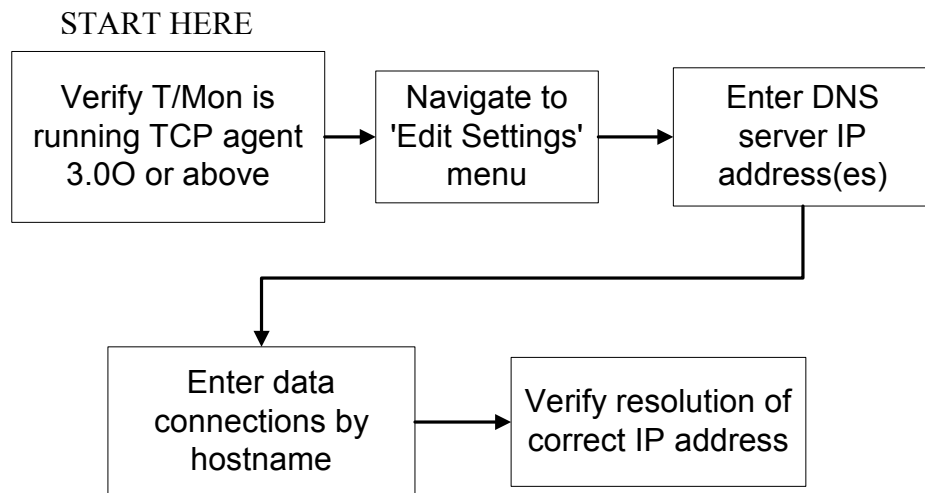 START HERE
Verify T/Mon is
running TCP agent
3.0O or above
Navigate to
'Edit Settings'
menu
Enter DNS
server IP
address(es)
Enter data
connections by
hostname
Verify resolution of
correct IP address